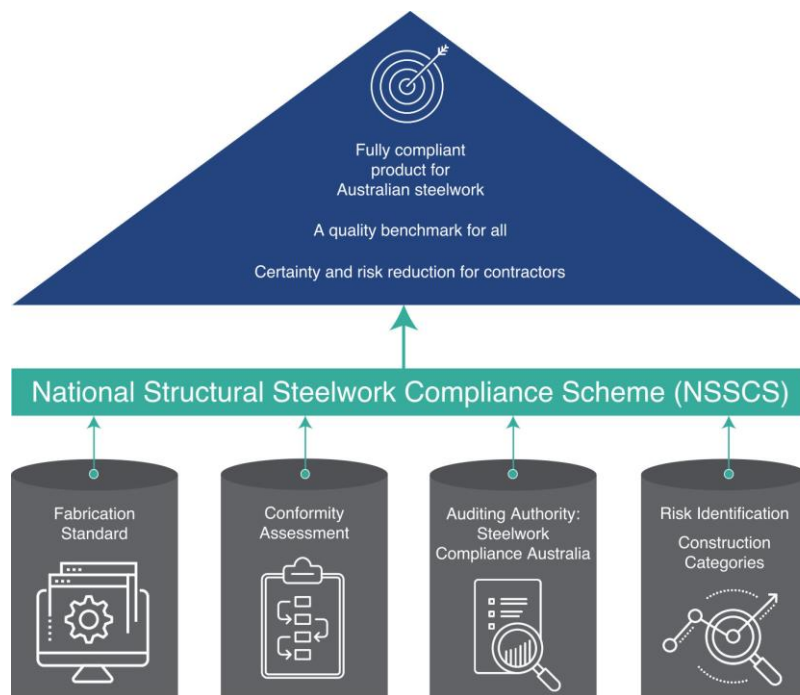 Fully compliant
product for
Australian steelwork
A quality benchmark for all
Certainty and risk reduction for contractors
National Structural Steelwork Compliance Scheme (NSSCS)
Fabrication
Standard
Conformity
Assessment
Auditing Authority:
Steelwork
Compliance Australia
Risk Identification
Construction
Categories